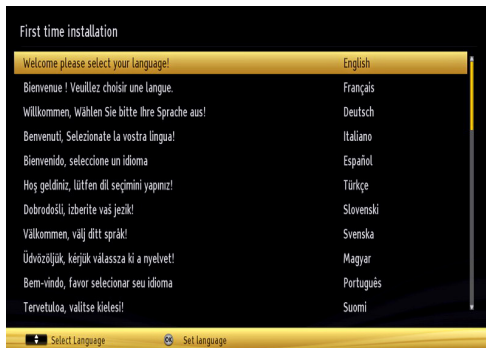 First time installation
Welcome please select your language! English
Bienvenue ! Veuillez choisir une langue. Français
Willkommen, Wählen Sie bitte Ihre Sprache aus! Deutsch
Benvenuti, Selezionate la vostra lingua! Italiano
Bienvenido, seleccione un idioma Español
Hoş geldiniz, lütfen dil seçimini yapınız! Türkçe
Dobrodošli, izberite vaš jezik! Slovenski
Välkommen, välj ditt språk! Svenska
Üdvözöljük, kérjük válassza ki a nyelvet! Magyar
Bem-vindo, favor selecionar seu idioma Português
Tervetuloa, valitse kielesi! Suomi
Select Language OK Set language